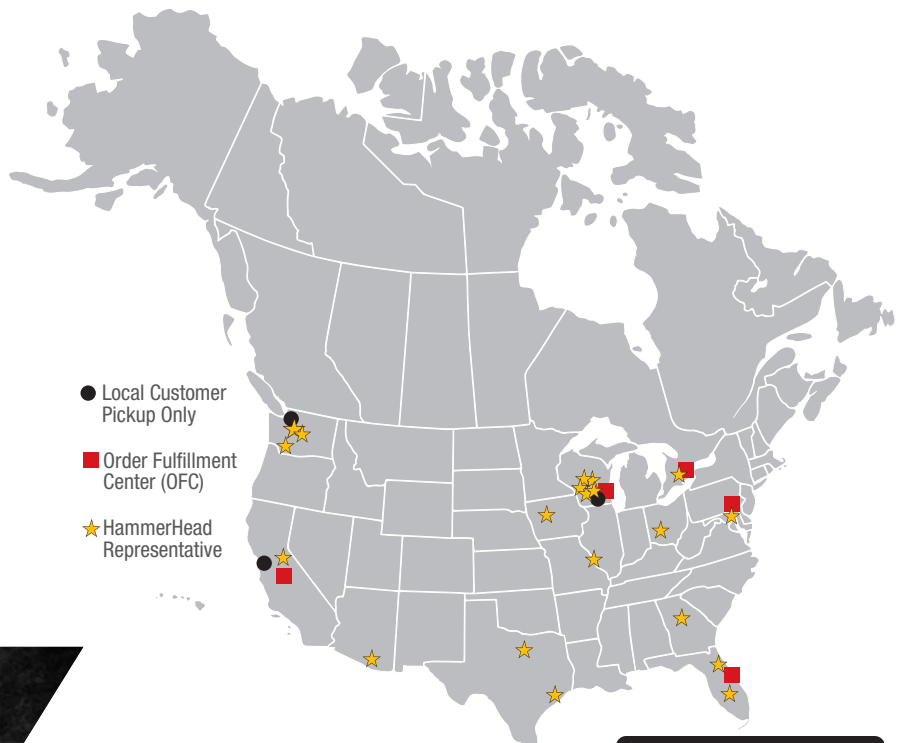 Local Customer
Pickup Only
Order Fulfillment
Center (OFC)
HammerHead
Representative